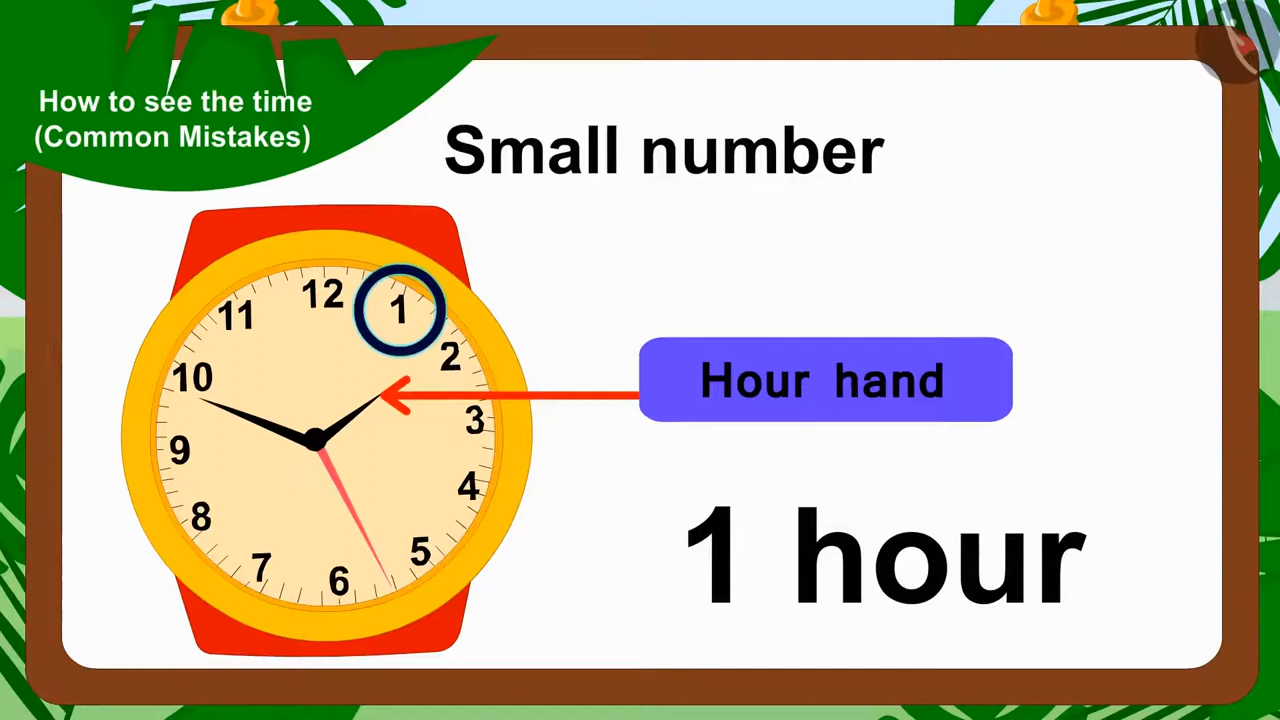 How to see the time
(Common Mistakes)
Small number
12
1
2
3
4
5
6
7
8
9
10
11
Hour hand
1 hour